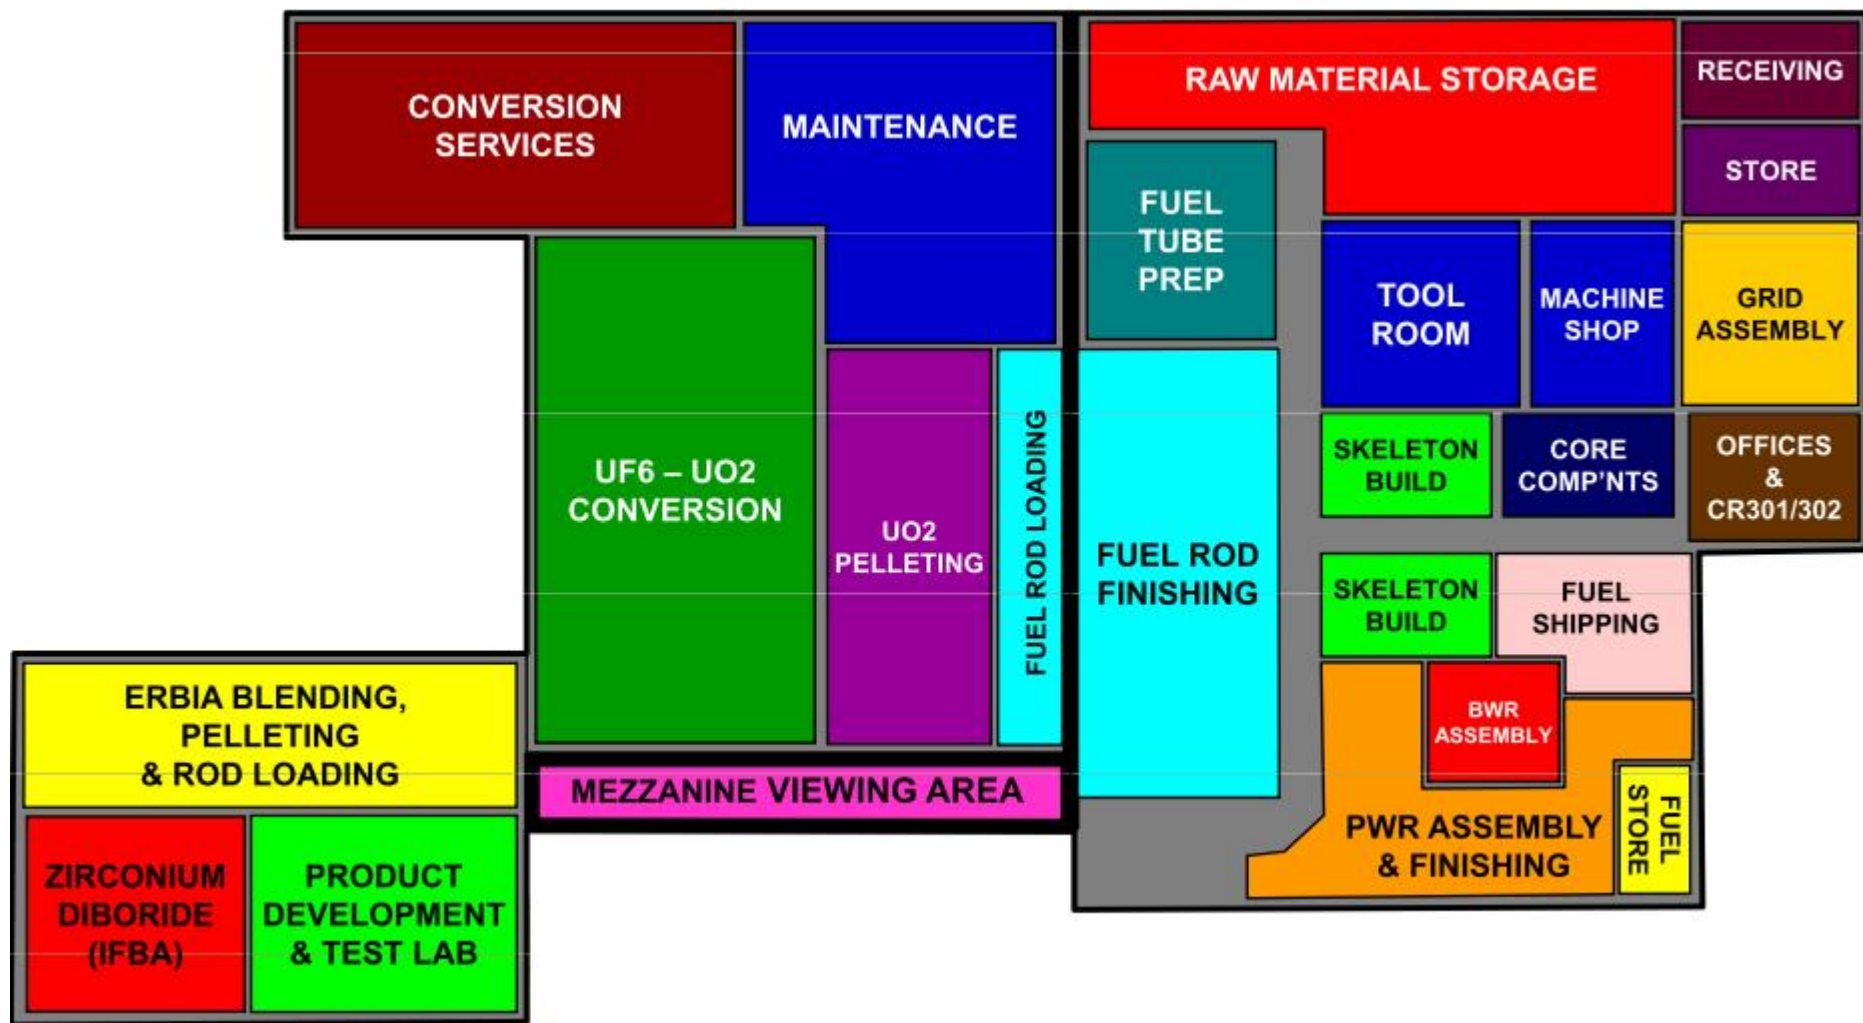 CONVERSION
SERVICES
MAINTENANCE
RAW MATERIAL STORAGE
RECEIVING
STORE
FUEL
TUBE
PREP
TOOL
ROOM
MACHINE
SHOP
GRID
ASSEMBLY
UF6 – UO2
CONVERSION
UO2
PELLETING
FUEL ROD LOADING
FUEL ROD
FINISHING
SKELETON
BUILD
CORE
COMP’NTS
OFFICES
&
CR301/302
SKELETON
BUILD
FUEL
SHIPPING
ERBIA BLENDING,
PELLETING
& ROD LOADING
BWR
ASSEMBLY
MEZZANINE VIEWING AREA
PWR ASSEMBLY
& FINISHING
FUEL
STORE
ZIRCONIUM
DIBORIDE
(IFBA)
PRODUCT
DEVELOPMENT
& TEST LAB